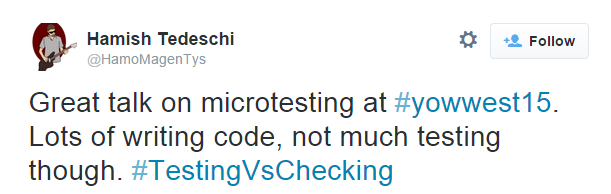 Hamish Tedeschi
@HamoMagenTys
Follow
Great talk on microtesting at #yowwest15.
Lots of writing code, not much testing
though. #TestingVsChecking